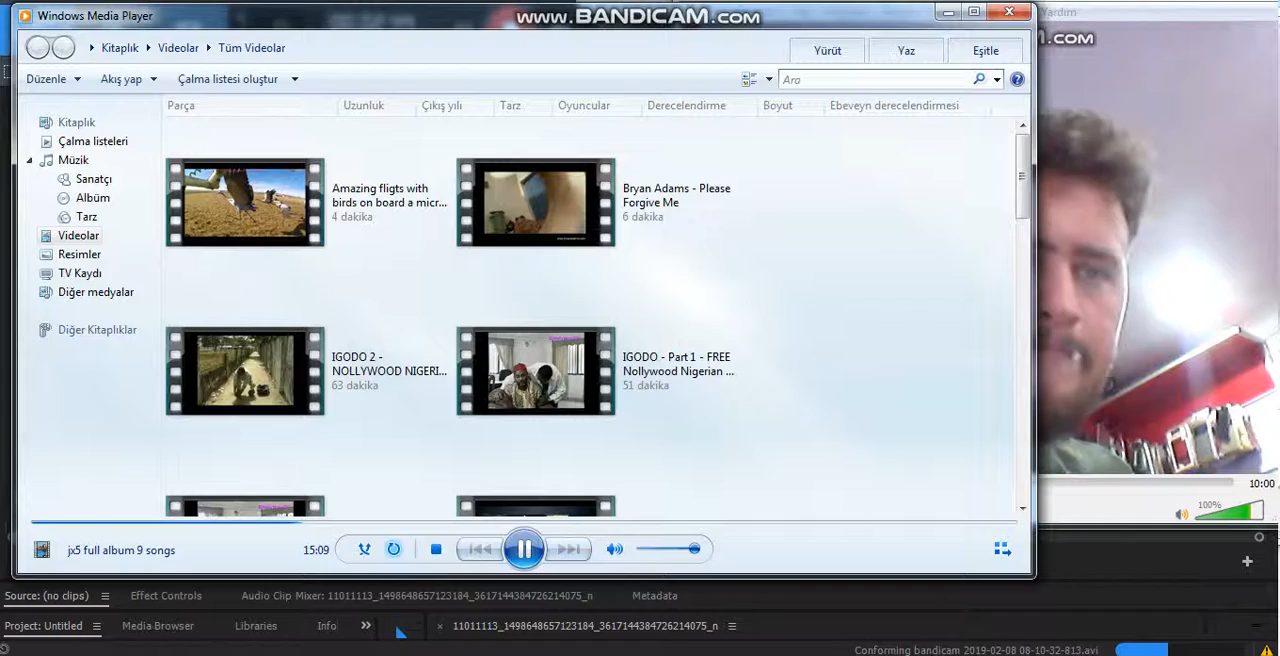 Windows Media Player
www.BANDICAM.com
Yardım
Kitaplık Videolar Tüm Videolar
Yürüt Yaz Eşitle
.COM
Düzenle Akış yap Çalma listesi oluştur
Ara
Parça Uzunluk Çıkış yılı Tarz Oyuncular Derecelendirme Boyut Ebeveyn derecelendirmesi
Kitaplık
Çalma listeleri
Müzik
Sanatçı
Albüm
Tarz
Videolar
Resimler
TV Kaydı
Diğer medyalar
Diğer Kitaplıklar
Amazing fligts with
birds on board a micr...
4 dakika
Bryan Adams - Please
Forgive Me
6 dakika
IGODO 2 -
NOLLYWOOD NIGERI...
63 dakika
IGODO - Part 1 - FREE
Nollywood Nigerian ...
51 dakika
10:00
100%
jx5 full album 9 songs
15:09
Source: (no clips) Effect Controls Audio Clip Mixer: 11011113_1498648657123184_3617144384726214075_n Metadata
Project: Untitled Media Browser Libraries Info × 11011113_1498648657123184_3617144384726214075_n
Conforming bandicam 2019-02-08 08-10-32-813.avi